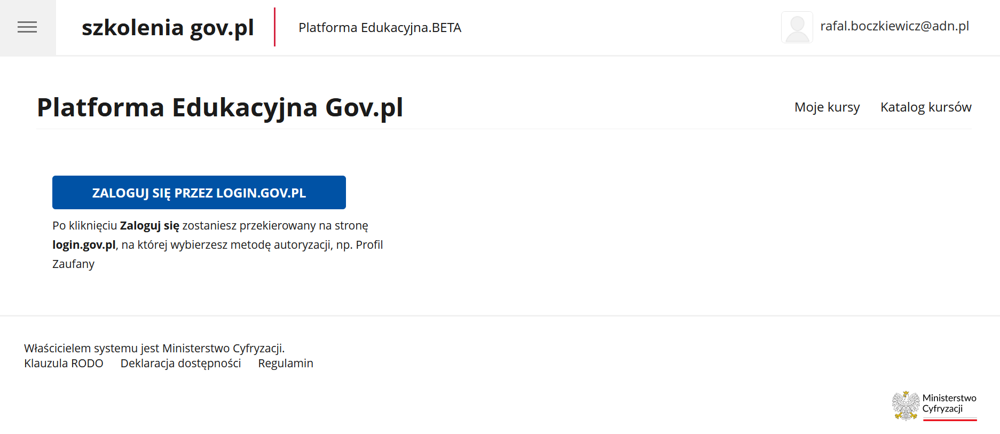 szkolenia gov.pl
Platforma Edukacyjna.BETA
rafal.boczkiewicz@adn.pl
Platforma Edukacyjna Gov.pl
Moje kursy
Katalog kursów
ZALOGUJ SIĘ PRZEZ LOGIN.GOV.PL
Po kliknięciu Zaloguj się zostaniesz przekierowany na stronę
login.gov.pl, na której wybierzesz metodę autoryzacji, np. Profil
Zaufany
Właścicielem systemu jest Ministerstwo Cyfryzacji.
Klauzula RODO Deklaracja dostępności Regulamin
Ministerstwo
Cyfryzacji